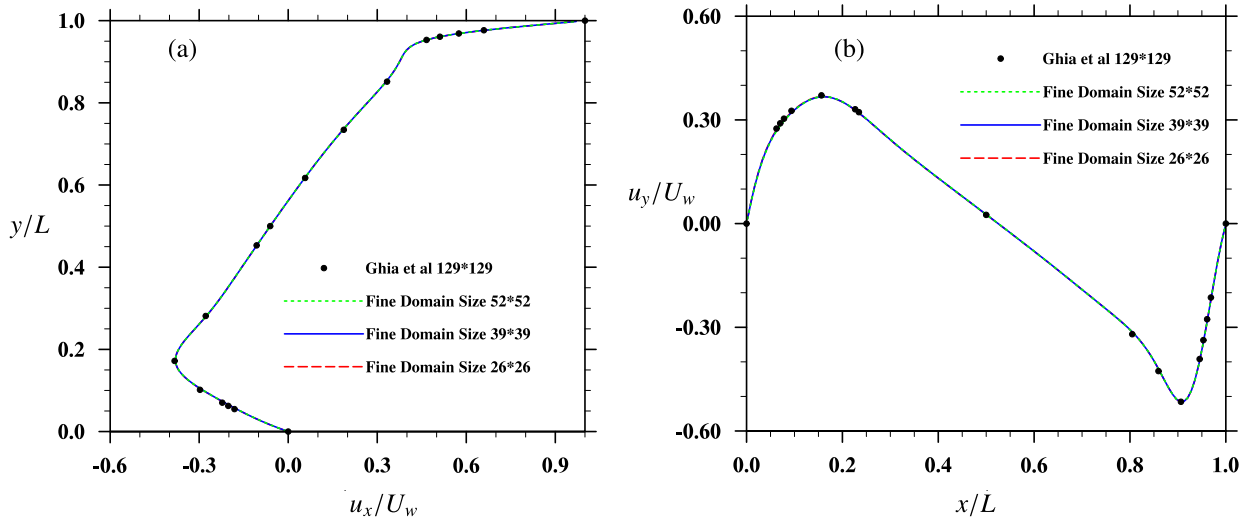 (a)
1.0
0.8
0.6
y/L
0.4
0.2
0.0
Ghia et al 129*129
Fine Domain Size 52*52
Fine Domain Size 39*39
Fine Domain Size 26*26
-0.6 -0.3 0.0 0.3 0.6 0.9
u_x/U_w
(b)
0.60
0.30
u_y/U_w
0.00
-0.30
-0.60
Ghia et al 129*129
Fine Domain Size 52*52
Fine Domain Size 39*39
Fine Domain Size 26*26
0.0 0.2 0.4 0.6 0.8 1.0
x/L